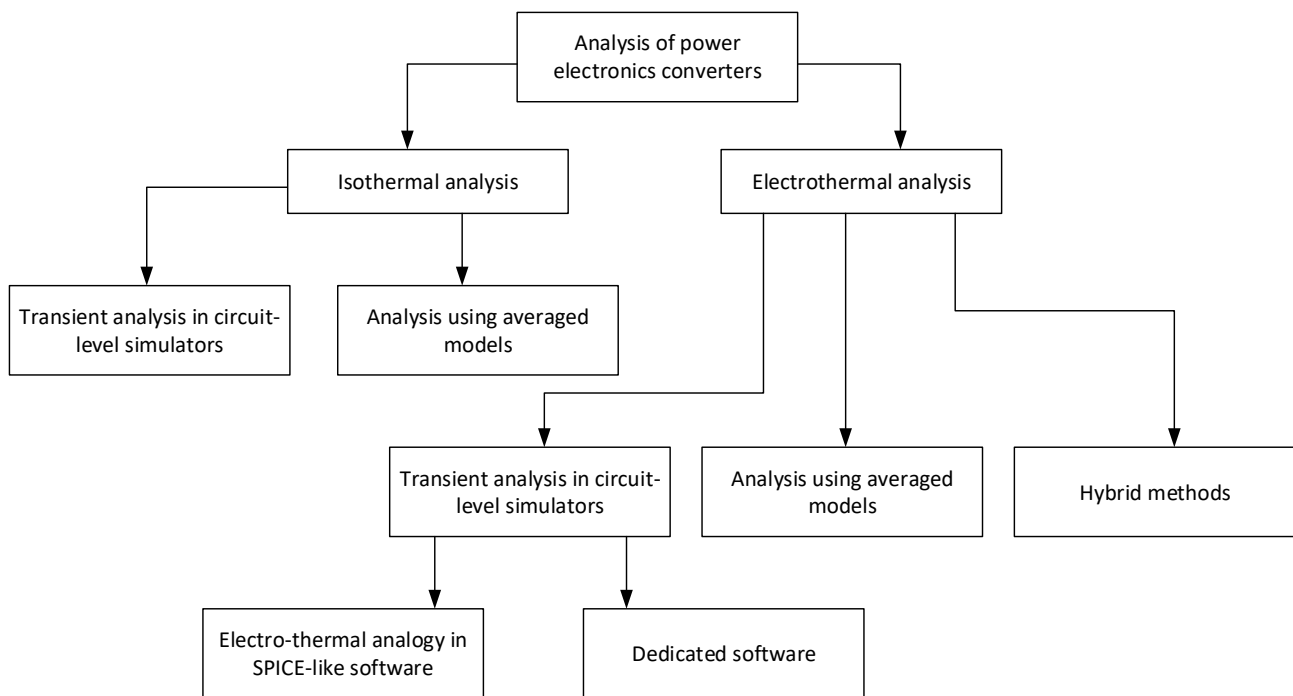 Analysis of power
electronics converters
Isothermal analysis
Electrothermal analysis
Transient analysis in circuit-
level simulators
Analysis using averaged
models
Transient analysis in circuit-
level simulators
Analysis using averaged
models
Hybrid methods
Electro-thermal analogy in
SPICE-like software
Dedicated software